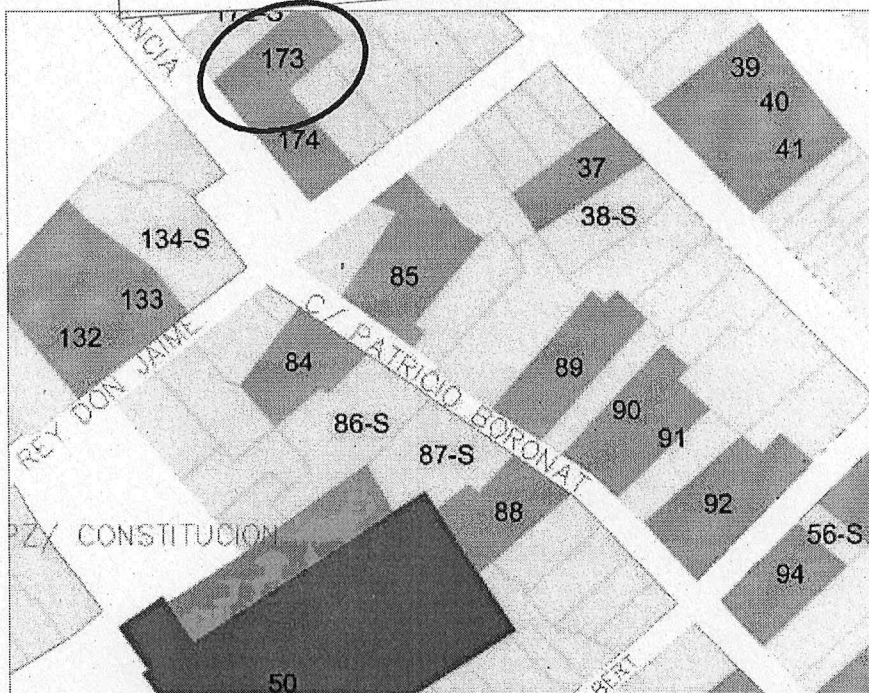 173
174
39
40
41
37
38-S
134-S
85
133
132
REY DON JAIME
C/ PATRICIO BORONAT
84
89
86-S
90
91
87-S
88
92
PZ/ CONSTITUCION
56-S
94
50